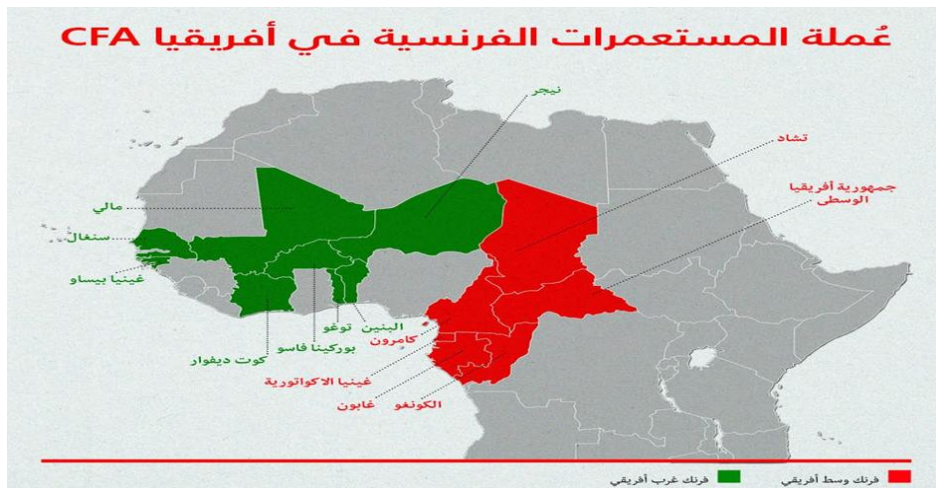 عُملة المستعمرات الفرنسية في أفريقيا CFA
نيجر
تشاد
جمهورية أفريقيا
الوسطى
مالي
سنغال
غينيا بيساو
البنين
توغو
كامرون
بوركينا فاسو
كوت ديفوار
غينيا الاكواتورية
الكونغو
غابون
فرنك وسط أفريقي
فرنك غرب أفريقي